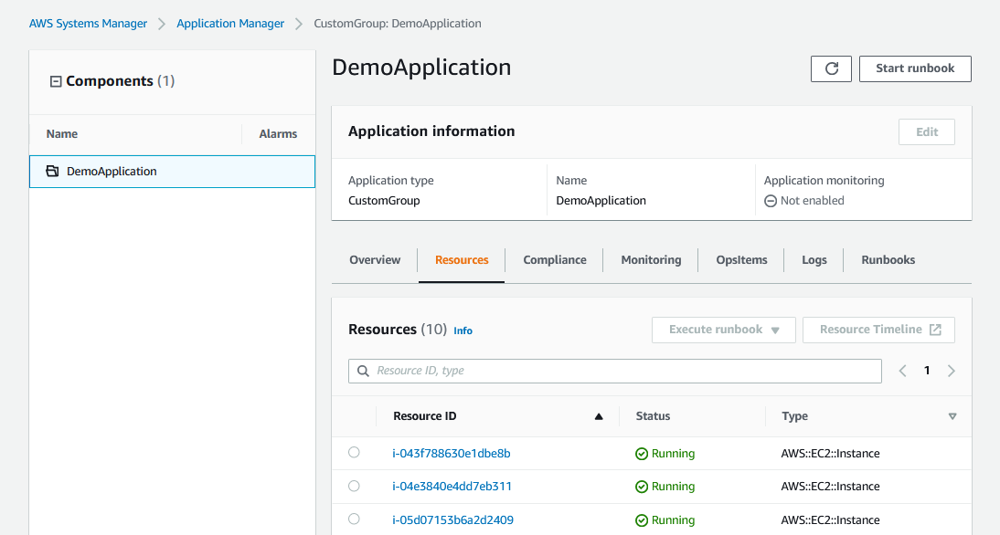 AWS Systems Manager > Application Manager > CustomGroup: DemoApplication
Components (1)
Name Alarms
DemoApplication
DemoApplication
Start runbook
Application information
Edit
Application type
CustomGroup
Name
DemoApplication
Application monitoring
Not enabled
Overview Resources Compliance Monitoring OpsItems Logs Runbooks
Resources (10) Info
Execute runbook
Resource Timeline
Resource ID, type
1
Resource ID Status Type
i-043f788630e1dbe8b Running AWS::EC2::Instance
i-04e3840e4dd7eb311 Running AWS::EC2::Instance
i-05d07153b6a2d2409 Running AWS::EC2::Instance